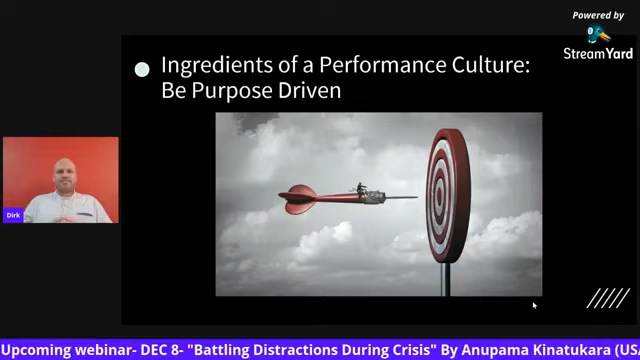 Powered by
StreamYard
Ingredients of a Performance Culture:
Be Purpose Driven
Dirk
Upcoming webinar- DEC 8- "Battling Distractions During Crisis" By Anupama Kinatukara (USA